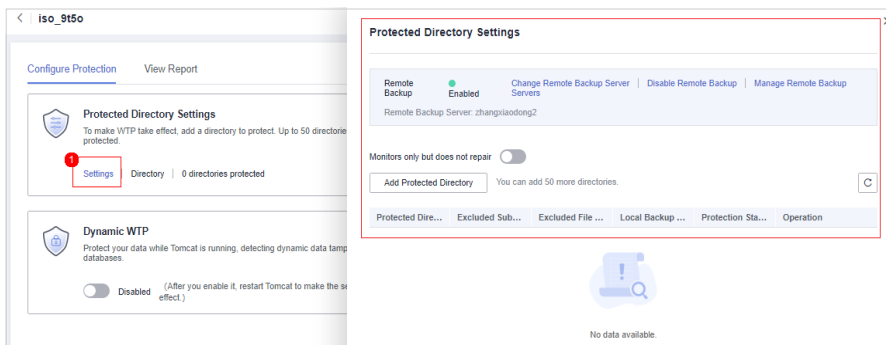 iso_9t5o
Configure Protection View Report
Protected Directory Settings
To make WTP take effect, add a directory to protect. Up to 50 directorie
protected.
1
Settings Directory 0 directories protected
Dynamic WTP
Protect your data while Tomcat is running, detecting dynamic data tamp
databases.
Disabled (After you enable it, restart Tomcat to make the se
effect.)
Protected Directory Settings
Remote Backup Enabled Change Remote Backup Server Disable Remote Backup Manage Remote Backup
Servers
Remote Backup Server: zhangxiaodong2
Monitors only but does not repair
Add Protected Directory You can add 50 more directories.
Protected Dire... Excluded Sub... Excluded File ... Local Backup ... Protection Sta... Operation
No data available.